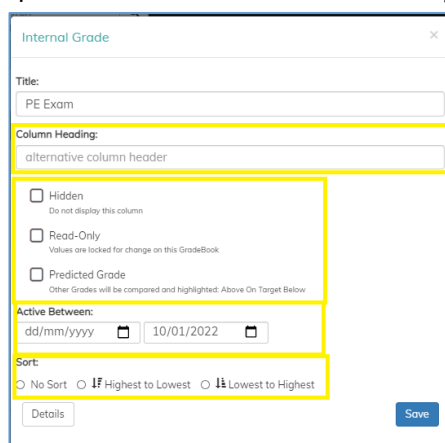 Internal Grade ×
Title:
PE Exam
Column Heading:
alternative column header
Hidden
Do not display this column
Read-Only
Values are locked for change on this GradeBook
Predicted Grade
Other Grades will be compared and highlighted: Above On Target Below
Active Between:
dd/mm/yyyy 10/01/2022
Sort:
No Sort Highest to Lowest Lowest to Highest
Details Save